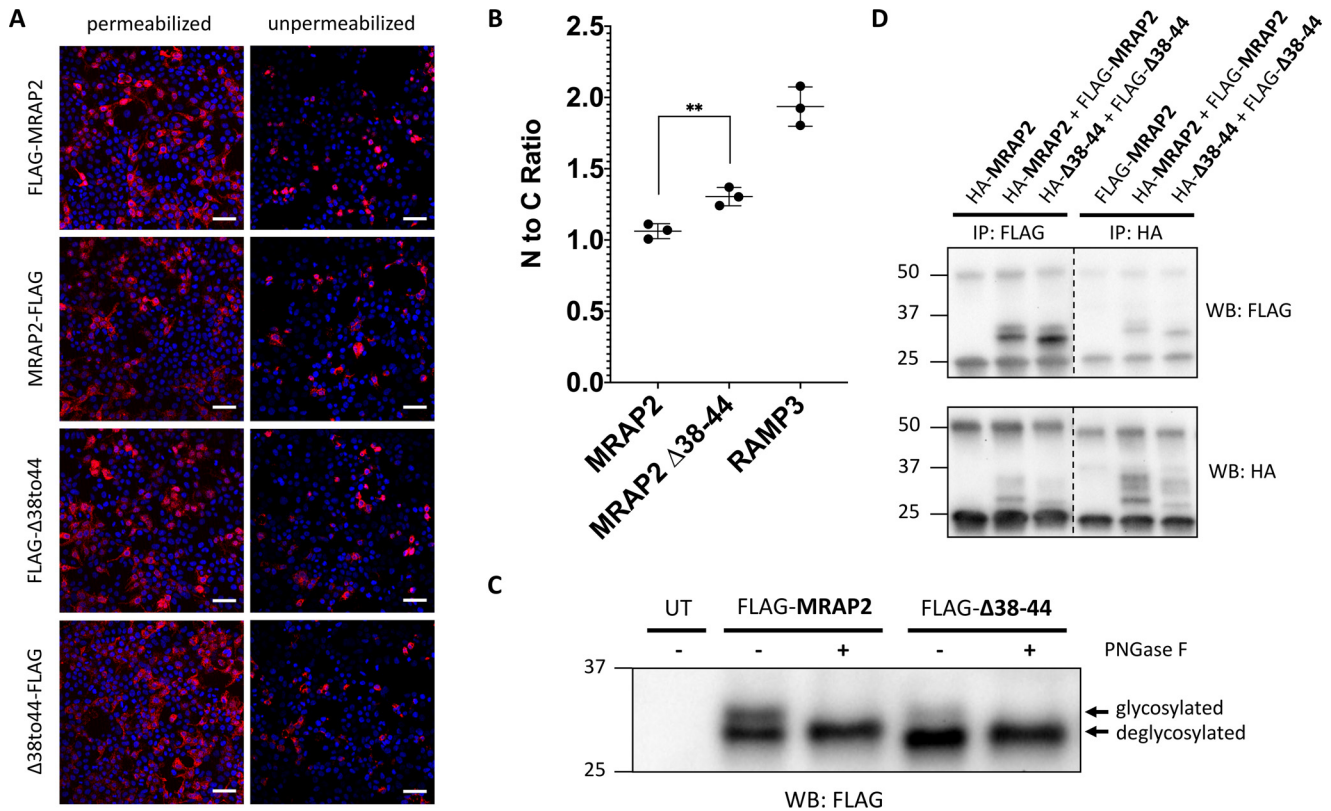 A
permeabilized
unpermeabilized
FLAG-MRAP2
MRAP2-FLAG
FLAG-Δ38to44
Δ38to44-FLAG
B
N to C Ratio
2.5
2.0
1.5
1.0
0.5
0.0
**
MRAP2
MRAP2 Δ38-44
RAMP3
D
HA-MRAP2
HA-MRAP2 + FLAG-MRAP2
HA-Δ38-44 + FLAG-Δ38-44
FLAG-MRAP2
HA-MRAP2 + FLAG-MRAP2
HA-Δ38-44 + FLAG-Δ38-44
IP: FLAG
IP: HA
50
37
25
WB: FLAG
50
37
25
WB: HA
C
UT
FLAG-MRAP2
FLAG-Δ38-44
- - + - + PNGase F
37
25
glycosylated
deglycosylated
WB: FLAG